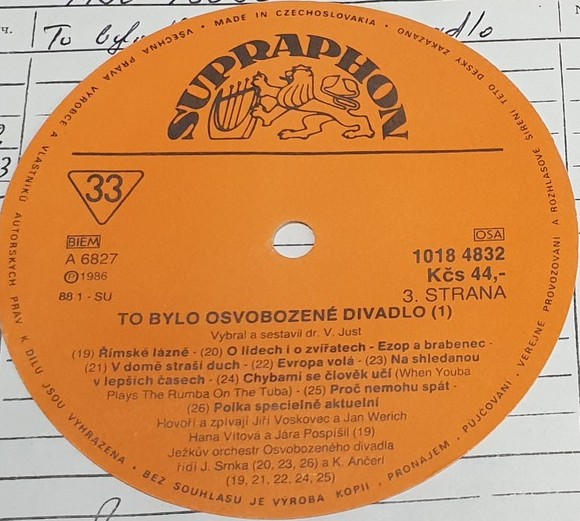 To
SUPRAPHON
MADE IN CZECHOSLOVAKIA · VŠECHNA PRÁVA VÝROBCE A VLASTNÍKŮ AUTORSKÝCH PRÁV K DÍLU JSOU VYHRAZENA · BEZ SOUHLASU JE VÝROBA KOPIÍ · PRONÁJEM · PŮJČOVÁNÍ · VEREJNÉ PROVOZOVÁNÍ A ROZHLASOVÉ ŠÍŘENÍ TÉTO DESKY ZAKÁZÁNO ·
33
BIEM
A 6827
Ⓟ 1986
88 1 - SU
OSA
1018 4832
Kčs 44,-
3. STRANA
TO BYLO OSVOBOZENÉ DIVADLO (1)
Vybral a sestavil dr. V. Just
(19) Římské lázně - (20) O lidech i o zvířatech - Ezop a brabenec -
(21) V domě straší duch - (22) Evropa volá - (23) Na shledanou
v lepších časech - (24) Chybami se člověk učí (When Youba
Plays The Rumba On The Tuba) - (25) Proč nemohu spát -
(26) Polka specielně aktuelní
Hovoří a zpívají Jiří Voskovec a Jan Werich
Hana Vítová a Jára Pospíšil (19)
Ježkův orchestr Osvobozeného divadla
řídí J. Srnka (20, 23, 26) a K. Ančerl
(19, 21, 22, 24, 25)